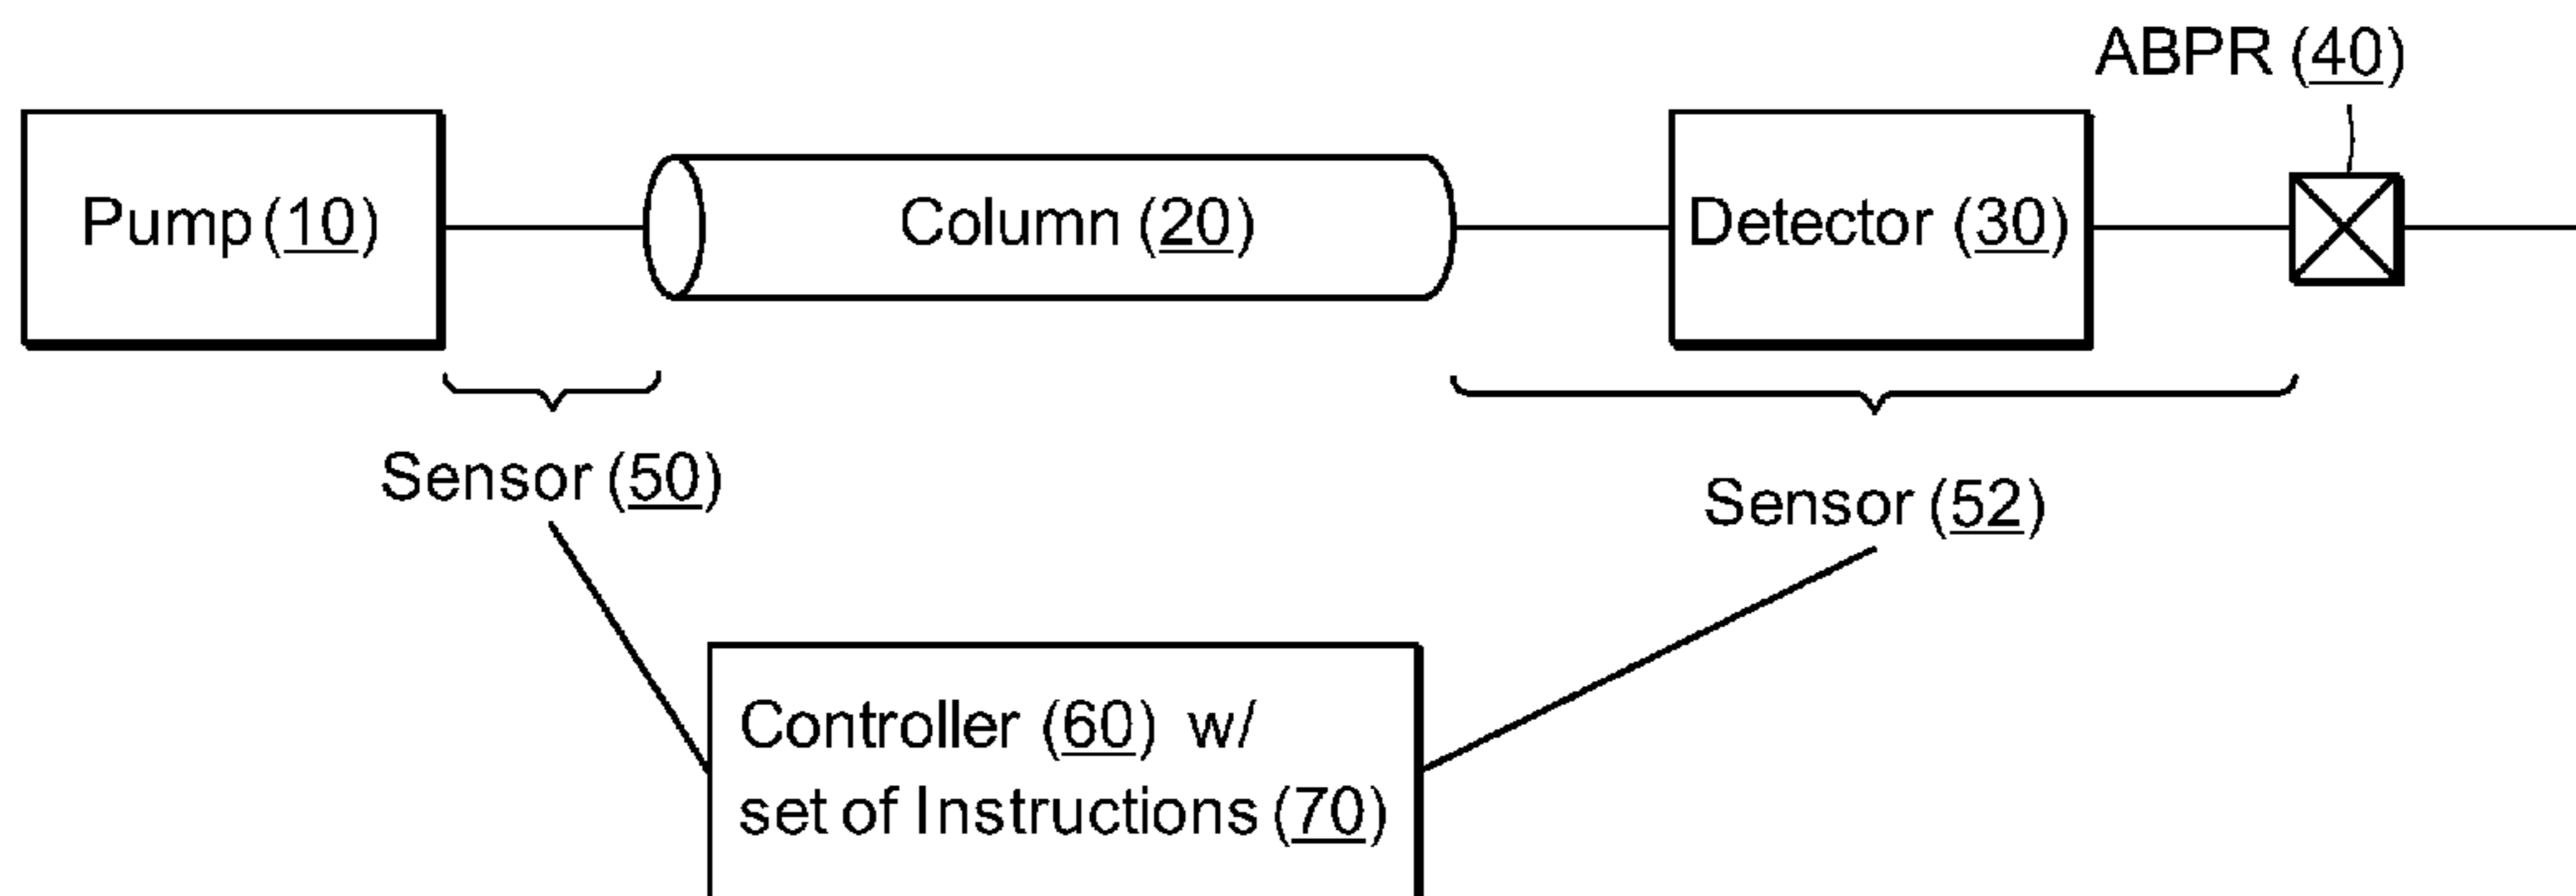 ABPR (40)
Pump (10)
Column (20)
Detector (30)
Sensor (50)
Sensor (52)
Controller (60) w/
set of Instructions (70)